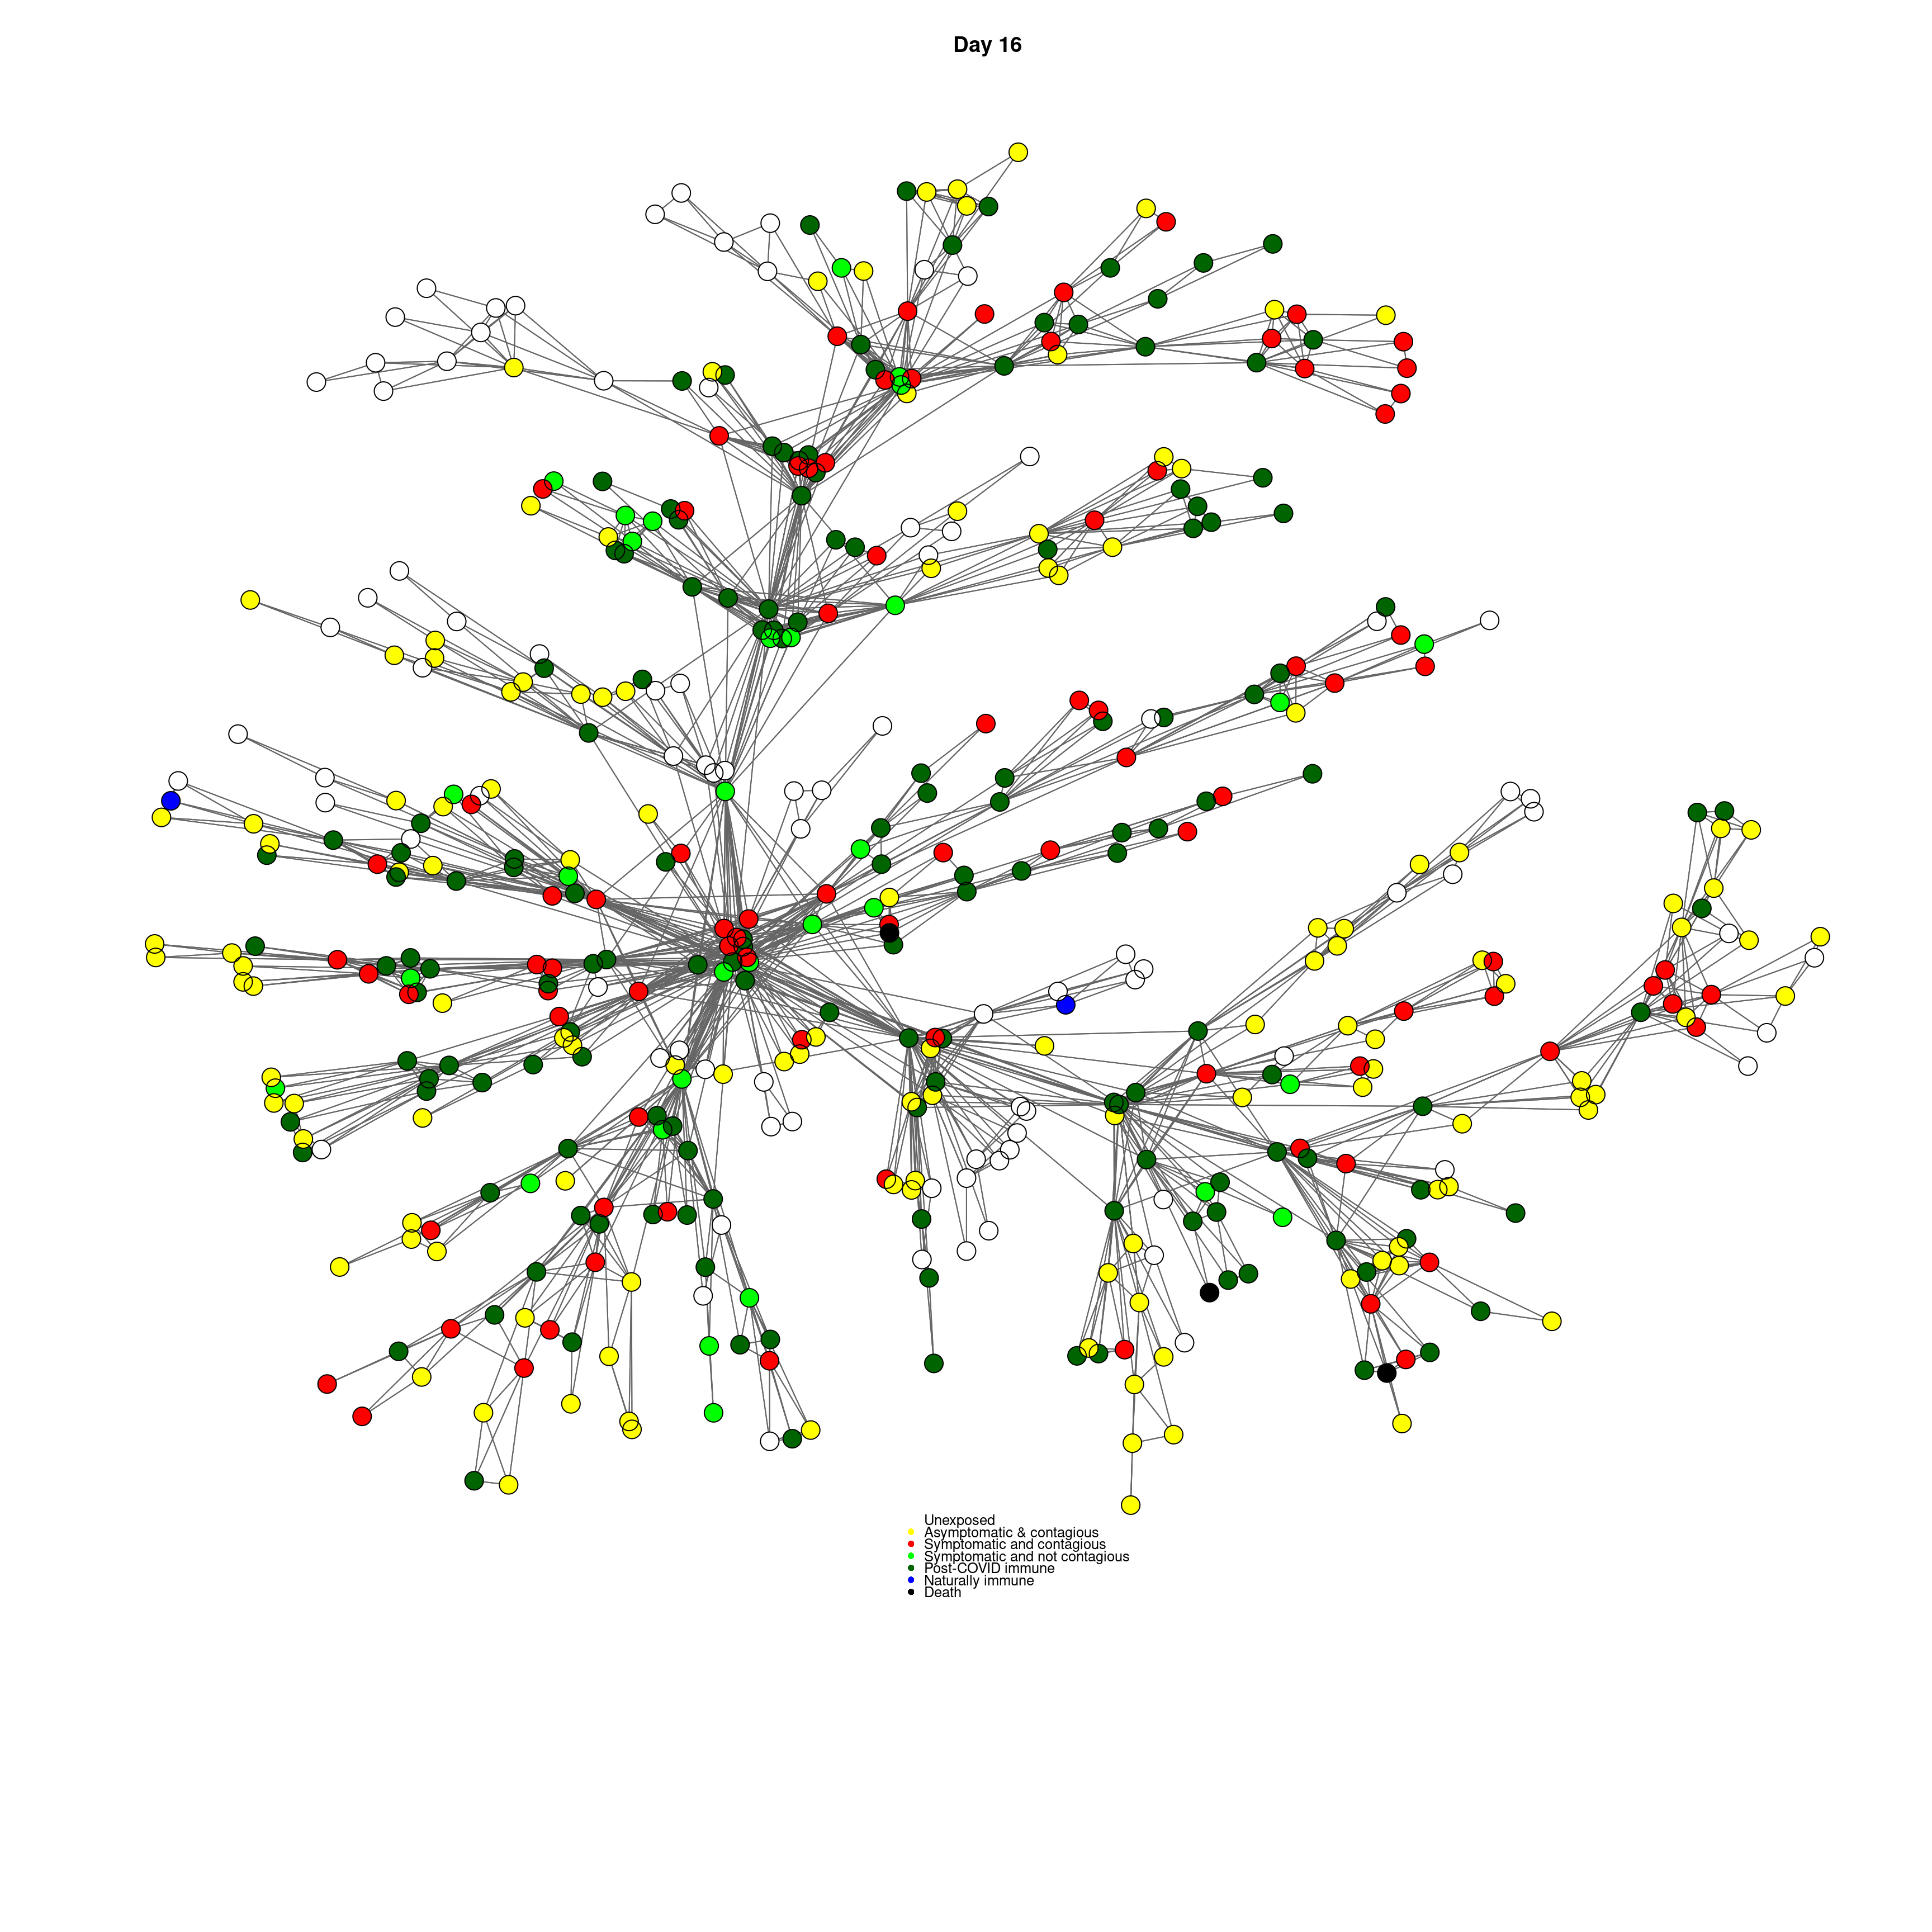 Day 16
Unexposed
Asymptomatic & contagious
Symptomatic and contagious
Symptomatic and not contagious
Post-COVID immune
Naturally immune
Death